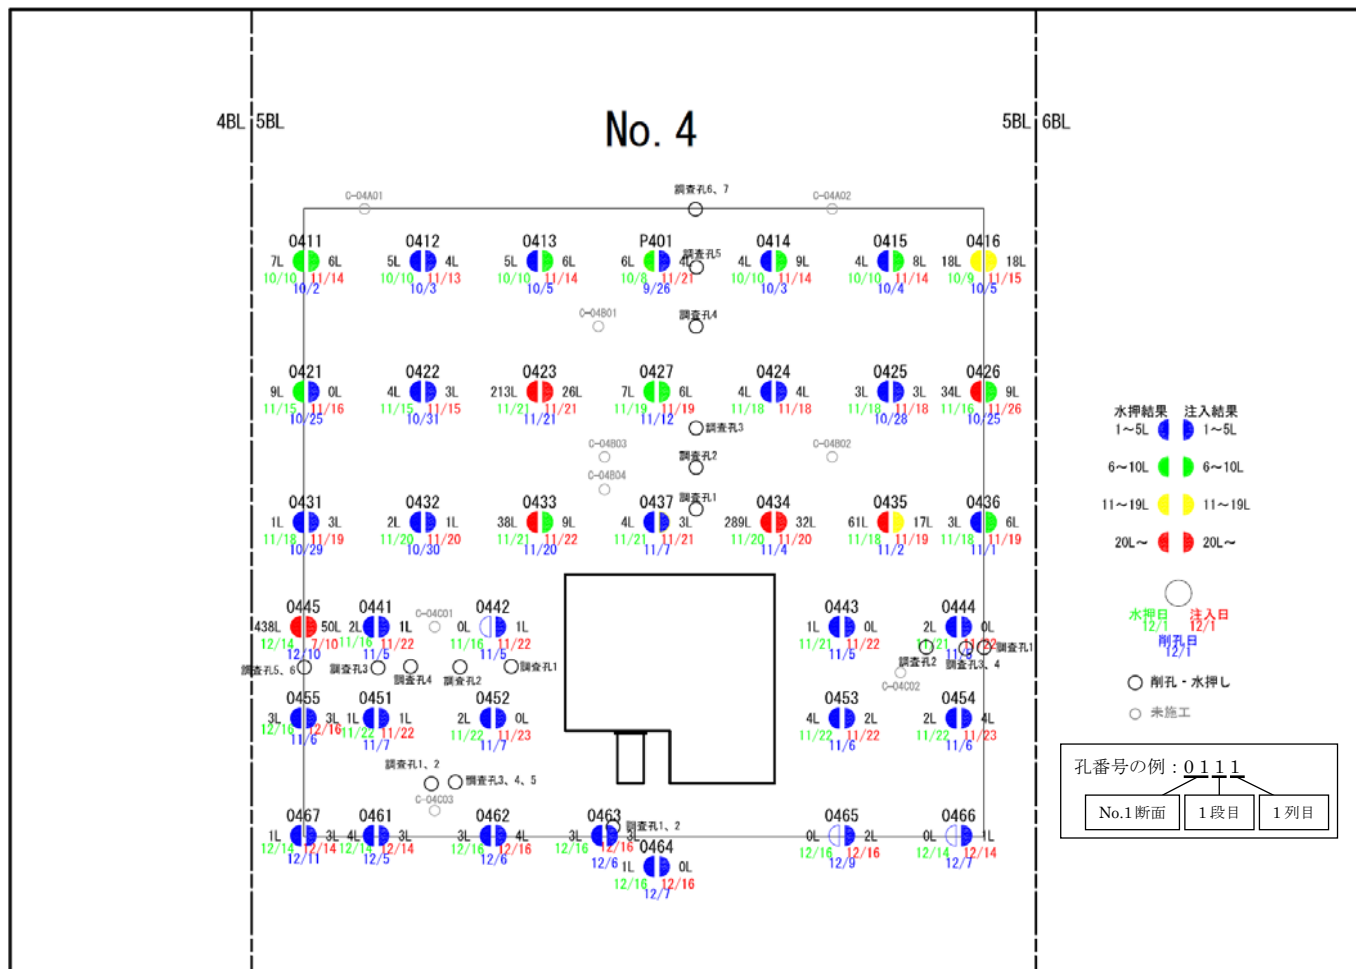 No. 4
4BL 5BL
5BL 6BL
調査孔6、7
C-04A01
C-04A02
0411
7L 6L
10/10 11/14
10/2
0412
5L 4L
10/10 11/13
10/3
0413
5L 6L
10/10 11/14
10/5
P401
調査孔5
6L 4L
10/8 11/21
9/26
0414
4L 9L
10/10 11/14
10/3
0415
4L 8L
10/10 11/14
10/4
0416
18L 18L
10/9 11/15
10/5
C-04B01
調査孔4
0421
9L 0L
11/15 11/16
10/25
0422
4L 3L
11/15 11/15
10/31
0423
213L 26L
11/21 11/21
11/21
0427
7L 6L
11/19 11/19
11/12
0424
4L 4L
11/18 11/18
0425
3L 3L
11/18 11/18
10/28
0426
34L 9L
11/16 11/26
10/25
調査孔3
C-04B03
C-04B02
調査孔2
C-04B04
調査孔1
0431
1L 3L
11/18 11/19
10/29
0432
2L 1L
11/20 11/20
10/30
0433
38L 9L
11/21 11/22
11/20
0437
4L 3L
11/21 11/21
11/7
0434
289L 32L
11/20 11/20
11/4
0435
61L 17L
11/18 11/19
11/2
0436
3L 6L
11/18 11/19
11/1
0445
438L 50L
12/14 7/10
12/10
0441
2L 1L
11/16 11/22
11/5
C-04C01
0442
0L 1L
11/16 11/22
11/5
0443
1L 0L
11/21 11/22
11/5
0444
2L 0L
11/21 11/22
11/6
調査孔5、6
調査孔3
調査孔4
調査孔2
調査孔1
調査孔2
調査孔3、4
調査孔1
C-04C02
0455
3L 3L
12/16 12/16
11/6
0451
1L 1L
11/22 11/22
11/7
0452
2L 0L
11/22 11/23
11/7
0453
4L 2L
11/22 11/22
11/6
0454
2L 4L
11/22 11/23
11/6
調査孔1、2
調査孔3、4、5
C-04C03
0467
1L 3L
12/14 12/14
12/11
0461
4L 3L
12/14 12/14
12/5
0462
3L 4L
12/16 12/16
12/6
0463
3L 3L
12/16 12/16
12/6
調査孔1、2
0464
1L 0L
12/16 12/16
12/7
0465
0L 2L
12/16 12/16
12/9
0466
0L 1L
12/14 12/14
12/7
水押結果 注入結果
1～5L 1～5L
6～10L 6～10L
11～19L 11～19L
20L～ 20L～
水押日 注入日
12/1 12/1
削孔日
12/1
削孔・水押し
未施工
孔番号の例：0111
No.1断面 1段目 1列目